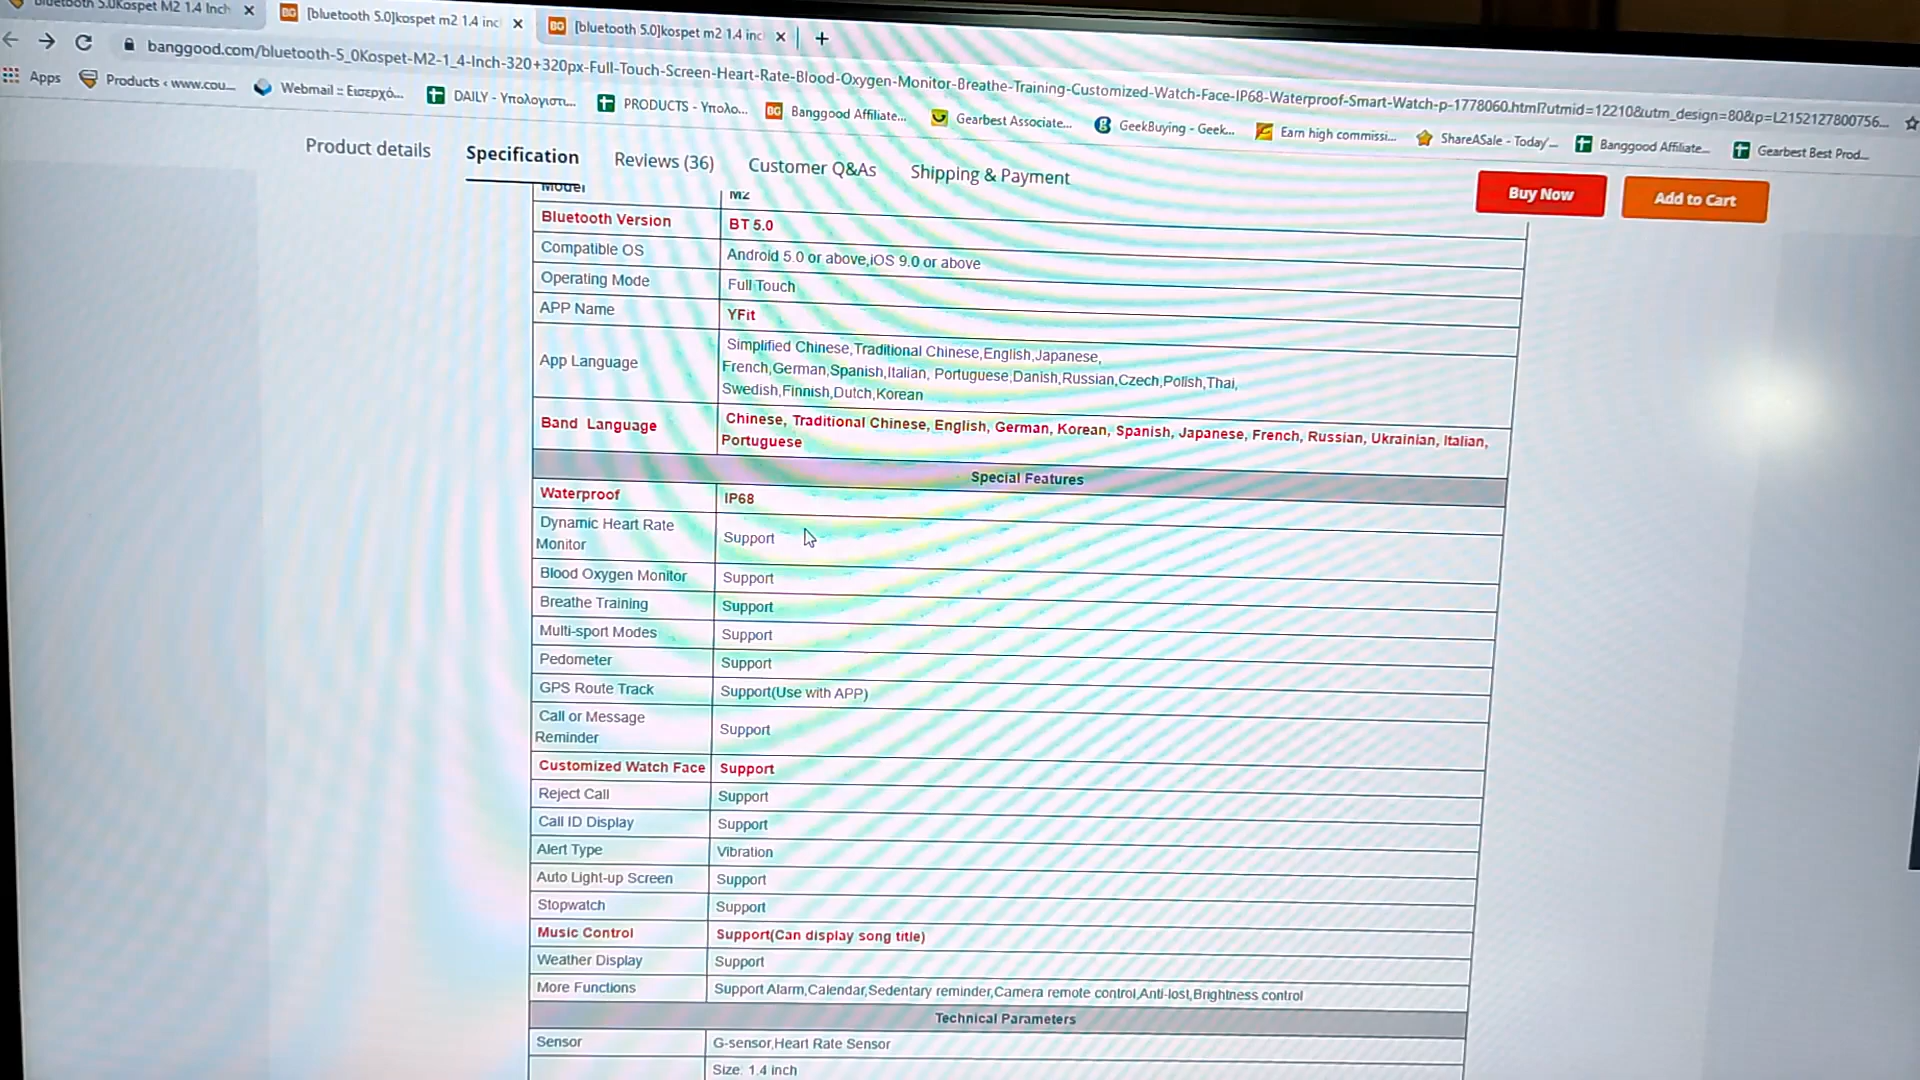 Bluetooth 5.0]Kospet M2 1.4 Inch
[bluetooth 5.0]kospet m2 1.4 inc
[bluetooth 5.0]kospet m2 1.4 inc
banggood.com/bluetooth-5_0Kospet-M2-1_4-Inch-320+320px-Full-Touch-Screen-Heart-Rate-Blood-Oxygen-Monitor-Breathe-Training-Customized-Watch-Face-IP68-Waterproof-Smart-Watch-p-1778060.html?utmid=12210&utm_design=80&p=L2152127800756...
Apps
Products ‹ www.cou...
Webmail :: Εισερχό...
DAILY - Υπολογιστι...
PRODUCTS - Υπολο...
BG Banggood Affiliate...
Gearbest Associate...
GeekBuying - Geek...
Earn high commissi...
ShareASale - Today'...
Banggood Affiliate...
Gearbest Best Prod...
Product details
Specification
Reviews (36)
Customer Q&As
Shipping & Payment
Buy Now
Add to Cart
Model M2
Bluetooth Version BT 5.0
Compatible OS Android 5.0 or above,iOS 9.0 or above
Operating Mode Full Touch
APP Name YFit
App Language Simplified Chinese,Traditional Chinese,English,Japanese,
French,German,Spanish,Italian, Portuguese,Danish,Russian,Czech,Polish,Thai,
Swedish,Finnish,Dutch,Korean
Band Language Chinese, Traditional Chinese, English, German, Korean, Spanish, Japanese, French, Russian, Ukrainian, Italian,
Portuguese
Special Features
Waterproof IP68
Dynamic Heart Rate
Monitor Support
Blood Oxygen Monitor Support
Breathe Training Support
Multi-sport Modes Support
Pedometer Support
GPS Route Track Support(Use with APP)
Call or Message
Reminder Support
Customized Watch Face Support
Reject Call Support
Call ID Display Support
Alert Type Vibration
Auto Light-up Screen Support
Stopwatch Support
Music Control Support(Can display song title)
Weather Display Support
More Functions Support Alarm,Calendar,Sedentary reminder,Camera remote control,Anti-lost,Brightness control
Technical Parameters
Sensor G-sensor,Heart Rate Sensor
Size: 1.4 inch